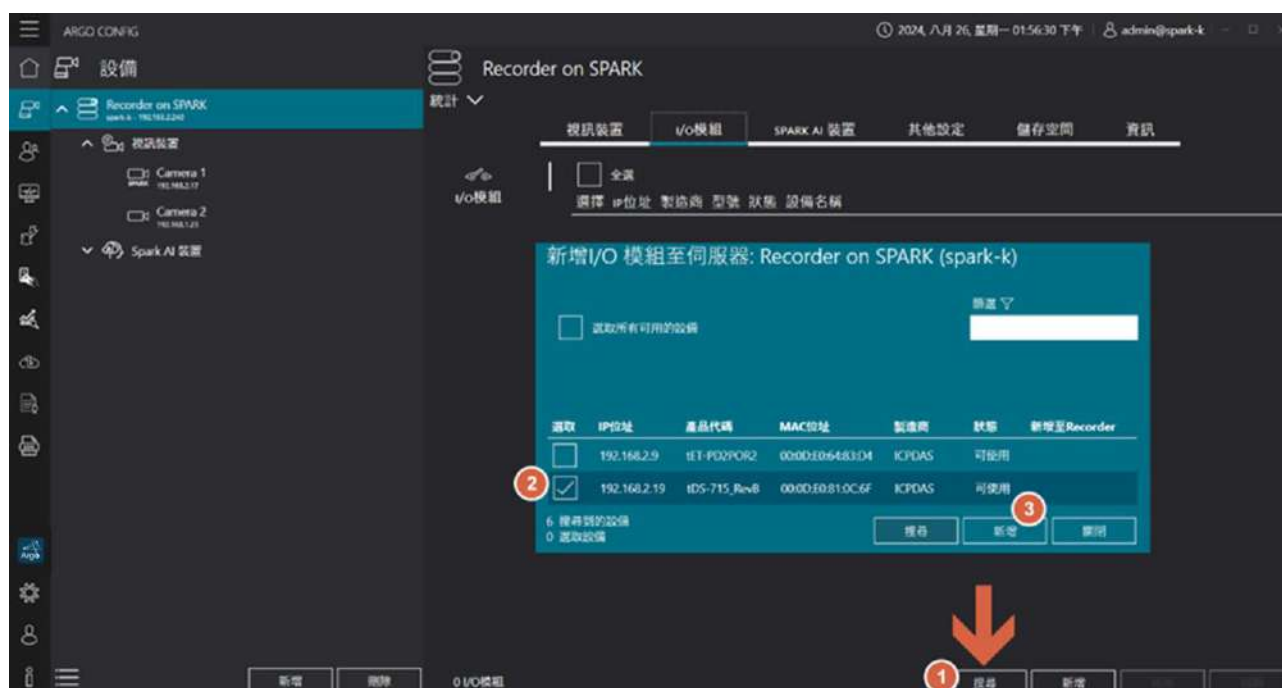 ARGO CONFIG
2024, 八月 26, 星期一 01:56:30 下午
admin@spark-k
設備
Recorder on SPARK
Recorder on SPARK
統計
視訊裝置 I/O模組 SPARK AI 裝置 其他設定 儲存空間 資訊
視訊裝置
Camera 1
192.168.2.17
Camera 2
Spark AI 裝置
I/O模組
全選
選擇 IP位址 製造商 型號 狀態 設備名稱
新增I/O 模組至伺服器: Recorder on SPARK (spark-k)
篩選
選取所有可用的設備
選取 IP位址 產品代碼 MAC位址 製造商 狀態 新增至Recorder
192.168.2.9 tET-PD2POR2 00:0D:E0:64:83:D4 ICPDAS 可使用
2
192.168.2.19 tDS-715_RevB 00:0D:E0:81:0C:6F ICPDAS 可使用
3
6 搜尋到的設備
0 選取設備
搜尋 新增 關閉
Argo
新增 刪除
0 I/O模組
1
搜尋 新增